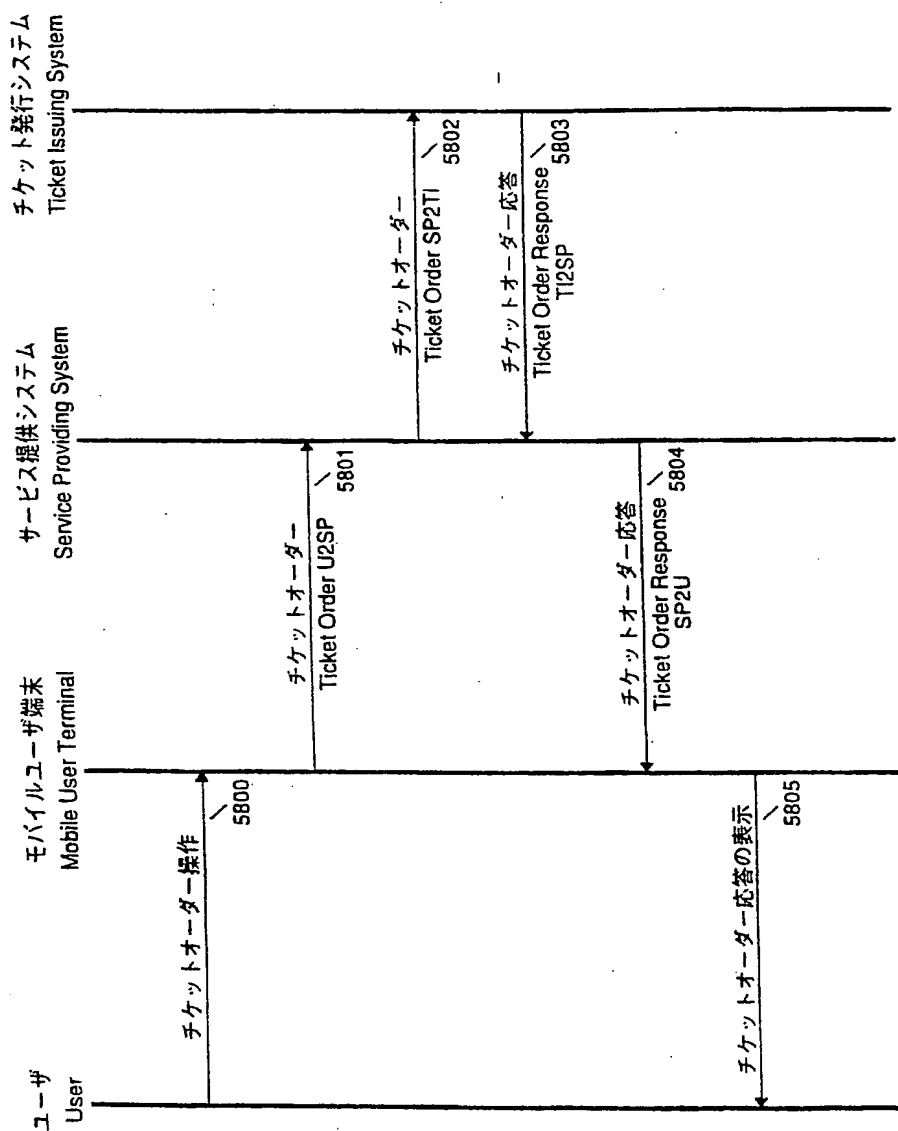 ユーザ
User
モバイルユーザ端末
Mobile User Terminal
サービス提供システム
Service Providing System
チケット発行システム
Ticket Issuing System
チケットオーダー操作
5800
チケットオーダー
Ticket Order U2SP
5801
チケットオーダー
Ticket Order SP2TI
5802
チケットオーダー応答
Ticket Order Response
TI2SP
5803
チケットオーダー応答
Ticket Order Response
SP2U
5804
チケットオーダー応答の表示
5805